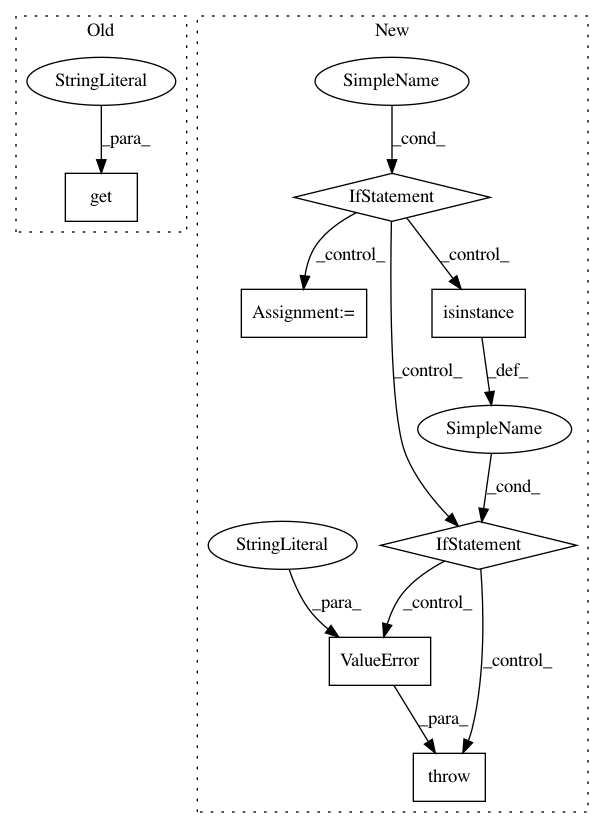 Old
New
StringLiteral
SimpleName
_para_
_cond_
get
IfStatement
_control_
_control_
Assignment:=
isinstance
_control_
_def_
SimpleName
_cond_
StringLiteral
IfStatement
_para_
_control_
_control_
ValueError
_para_
throw